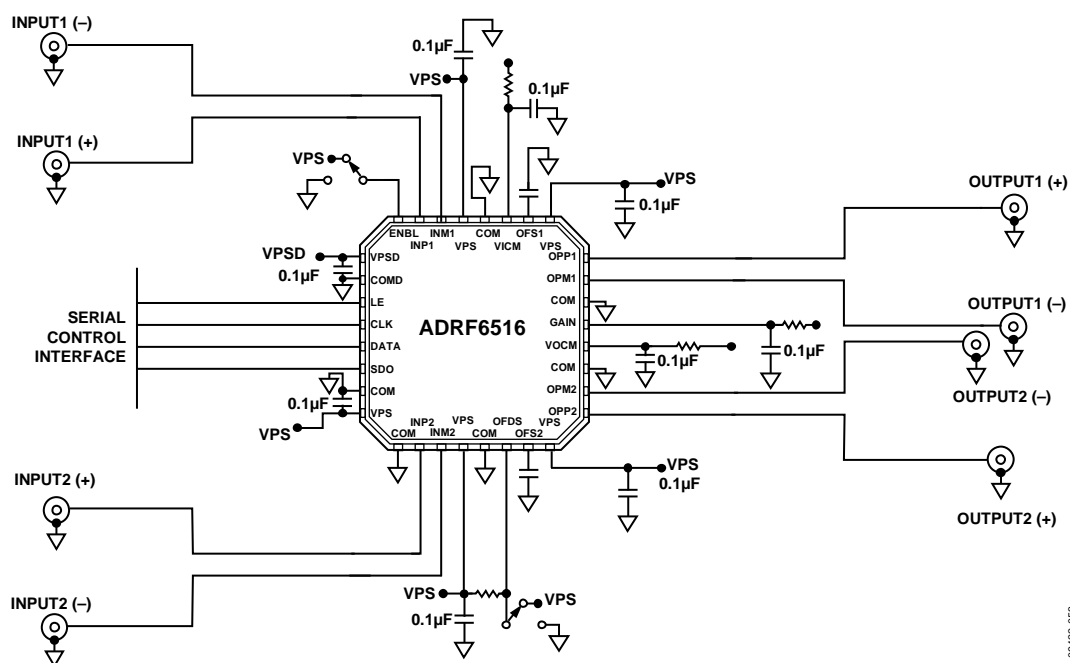 INPUT1 (–)
INPUT1 (+)
0.1µF
VPS
0.1µF
VPS
VPS
0.1µF
OUTPUT1 (+)
ENBL INM1 COM OFS1
INP1 VPS VICM VPS
VPSD
0.1µF
VPSD
COMD
LE
CLK
DATA
SDO
COM
VPS
SERIAL
CONTROL
INTERFACE
0.1µF
VPS
ADRF6516
OPP1
OPM1
COM
GAIN
VOCM
COM
OPM2
OPP2
0.1µF
0.1µF
OUTPUT1 (–)
OUTPUT2 (–)
INP2 VPS OFDS VPS
COM INM2 COM OFS2
VPS
0.1µF
INPUT2 (+)
OUTPUT2 (+)
INPUT2 (–)
VPS
0.1µF
VPS